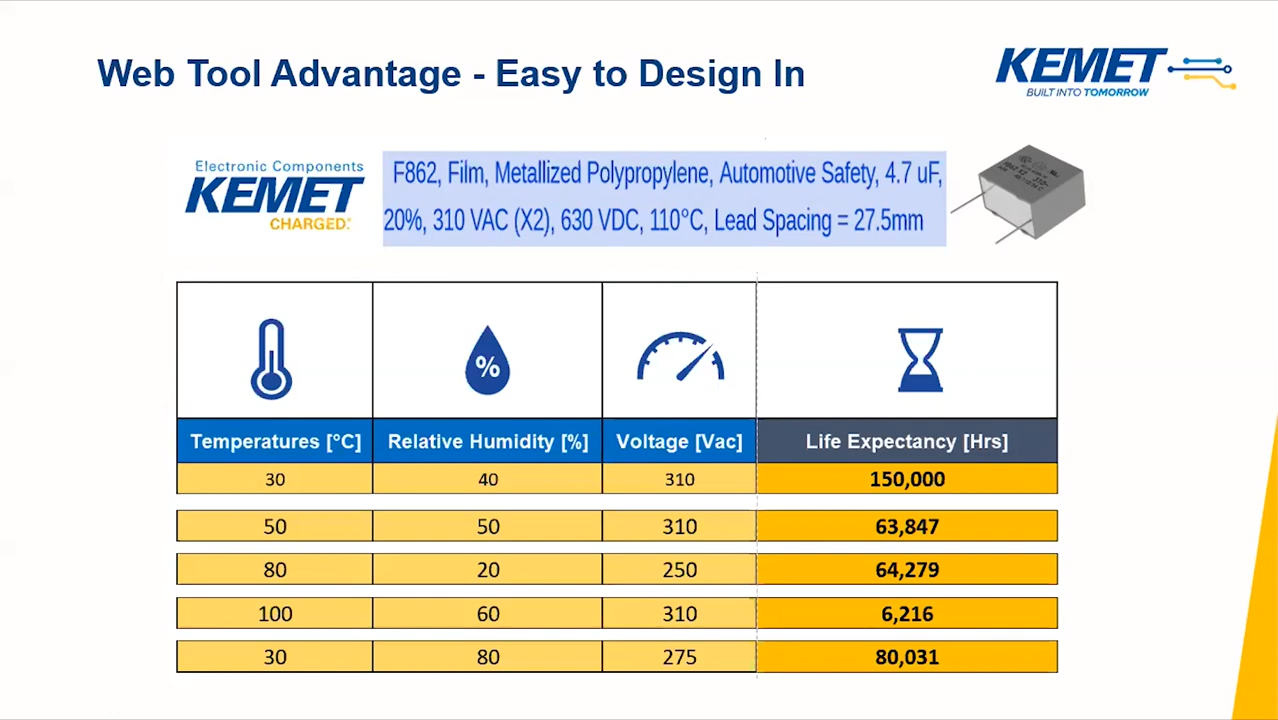 Web Tool Advantage - Easy to Design In
KEMET
BUILT INTO TOMORROW
Electronic Components
KEMET
CHARGED.
F862, Film, Metallized Polypropylene, Automotive Safety, 4.7 uF,
20%, 310 VAC (X2), 630 VDC, 110°C, Lead Spacing = 27.5mm
%
Temperatures [°C] Relative Humidity [%] Voltage [Vac] Life Expectancy [Hrs]
30 40 310 150,000
50 50 310 63,847
80 20 250 64,279
100 60 310 6,216
30 80 275 80,031